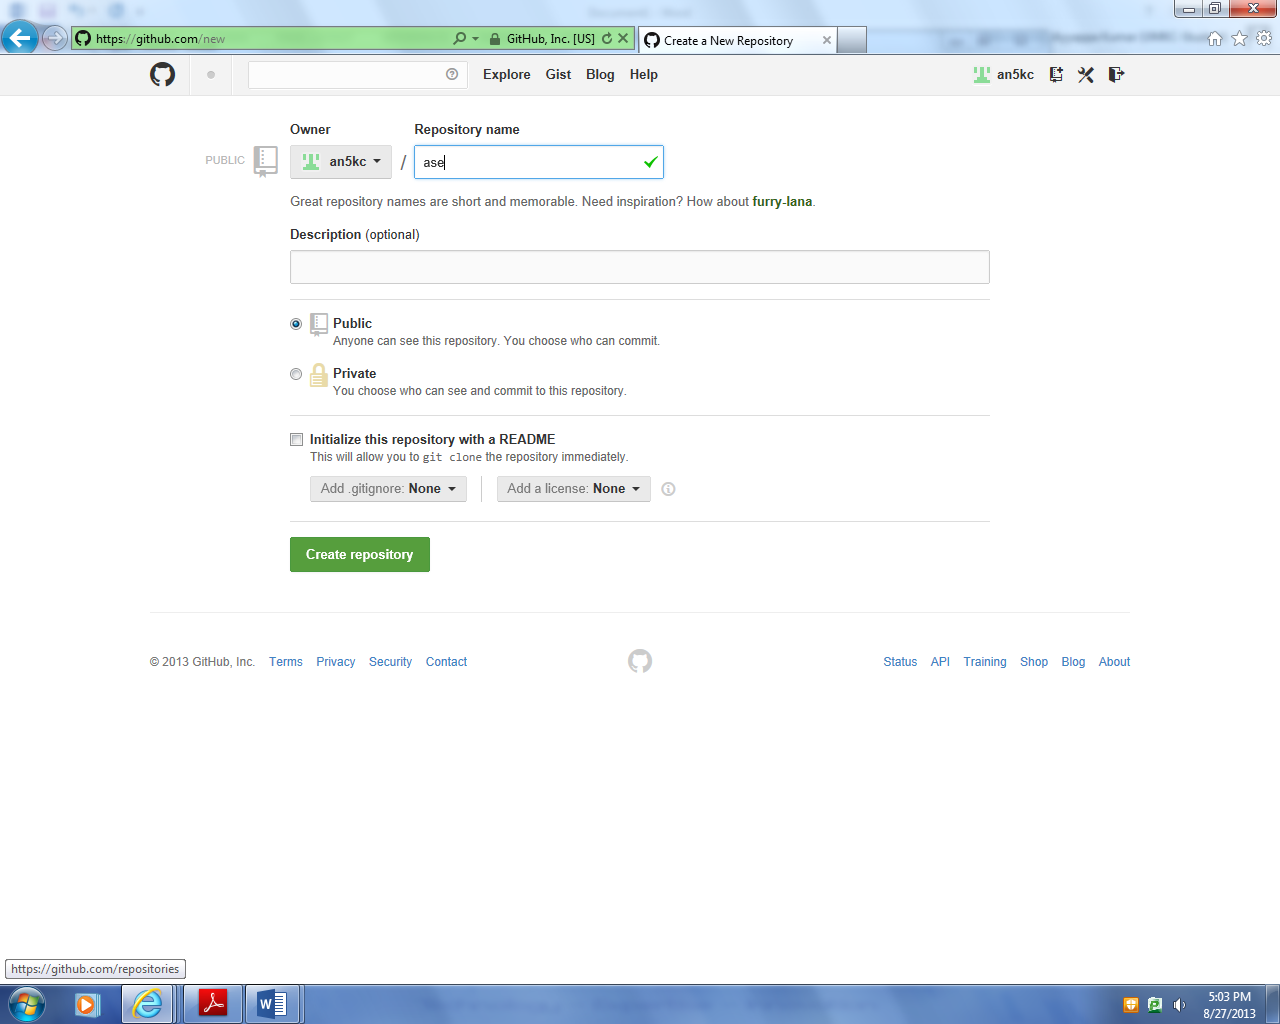 https://github.com/new
GitHub, Inc. [US]
Create a New Repository
Explore Gist Blog Help
an5kc
Owner
Repository name
PUBLIC
an5kc / ase
Great repository names are short and memorable. Need inspiration? How about furry-lana.
Description (optional)
Public
Anyone can see this repository. You choose who can commit.
Private
You choose who can see and commit to this repository.
Initialize this repository with a README
This will allow you to git clone the repository immediately.
Add .gitignore: None
Add a license: None
Create repository
© 2013 GitHub, Inc. Terms Privacy Security Contact
Status API Training Shop Blog About
https://github.com/repositories
5:03 PM
8/27/2013